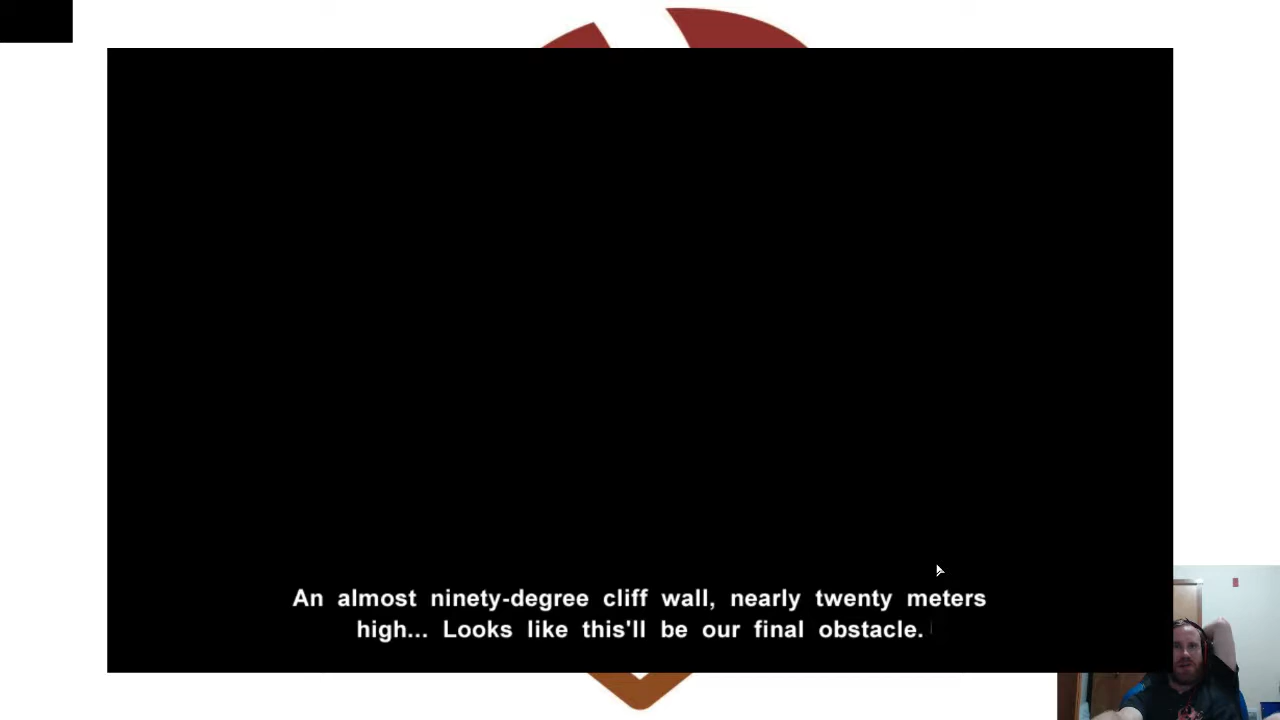 An almost ninety-degree cliff wall, nearly twenty meters
high... Looks like this'll be our final obstacle.